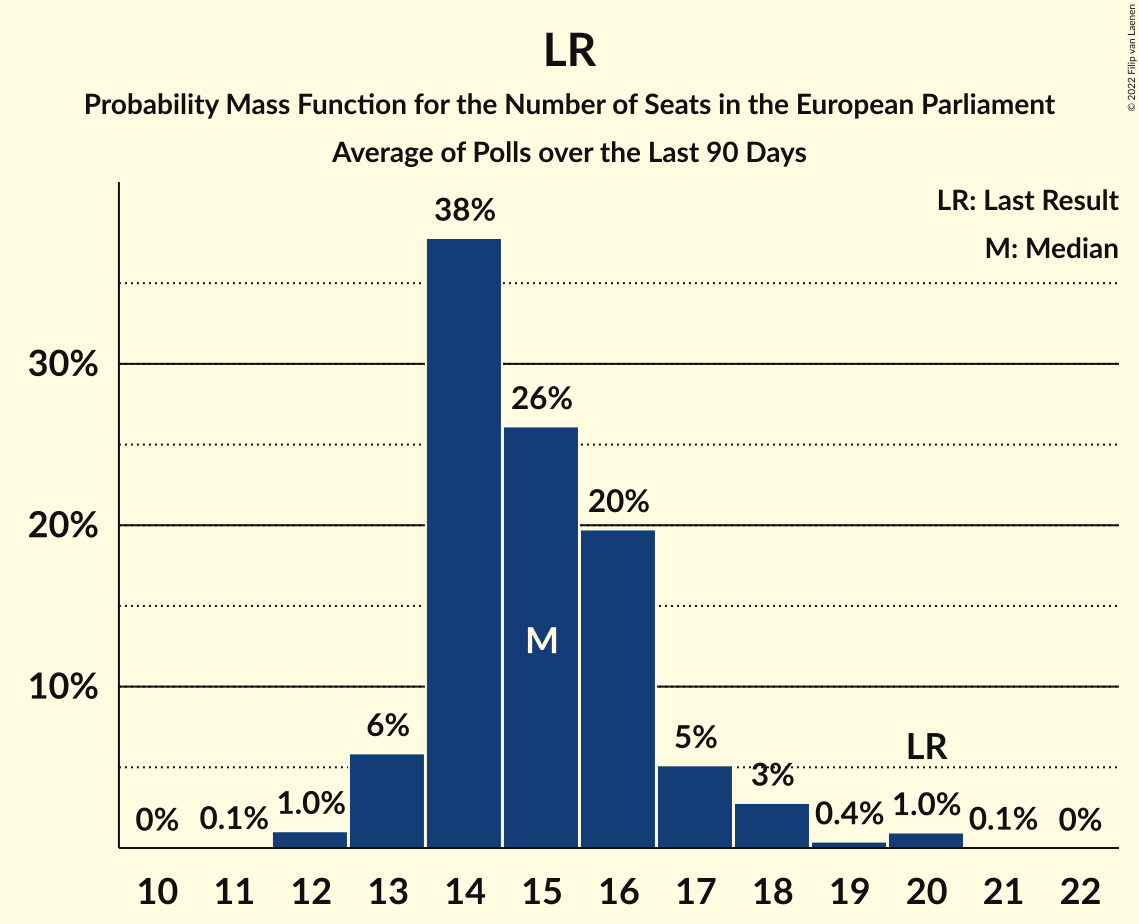 LR
Probability Mass Function for the Number of Seats in the European Parliament
Average of Polls over the Last 90 Days
© 2022 Filip van Laenen
LR: Last Result
M: Median
38%
30%
26%
20%
20%
M
10%
6%
5%
LR
3%
0%
0.1%
1.0%
0.4%
1.0%
0.1%
0%
10 11 12 13 14 15 16 17 18 19 20 21 22